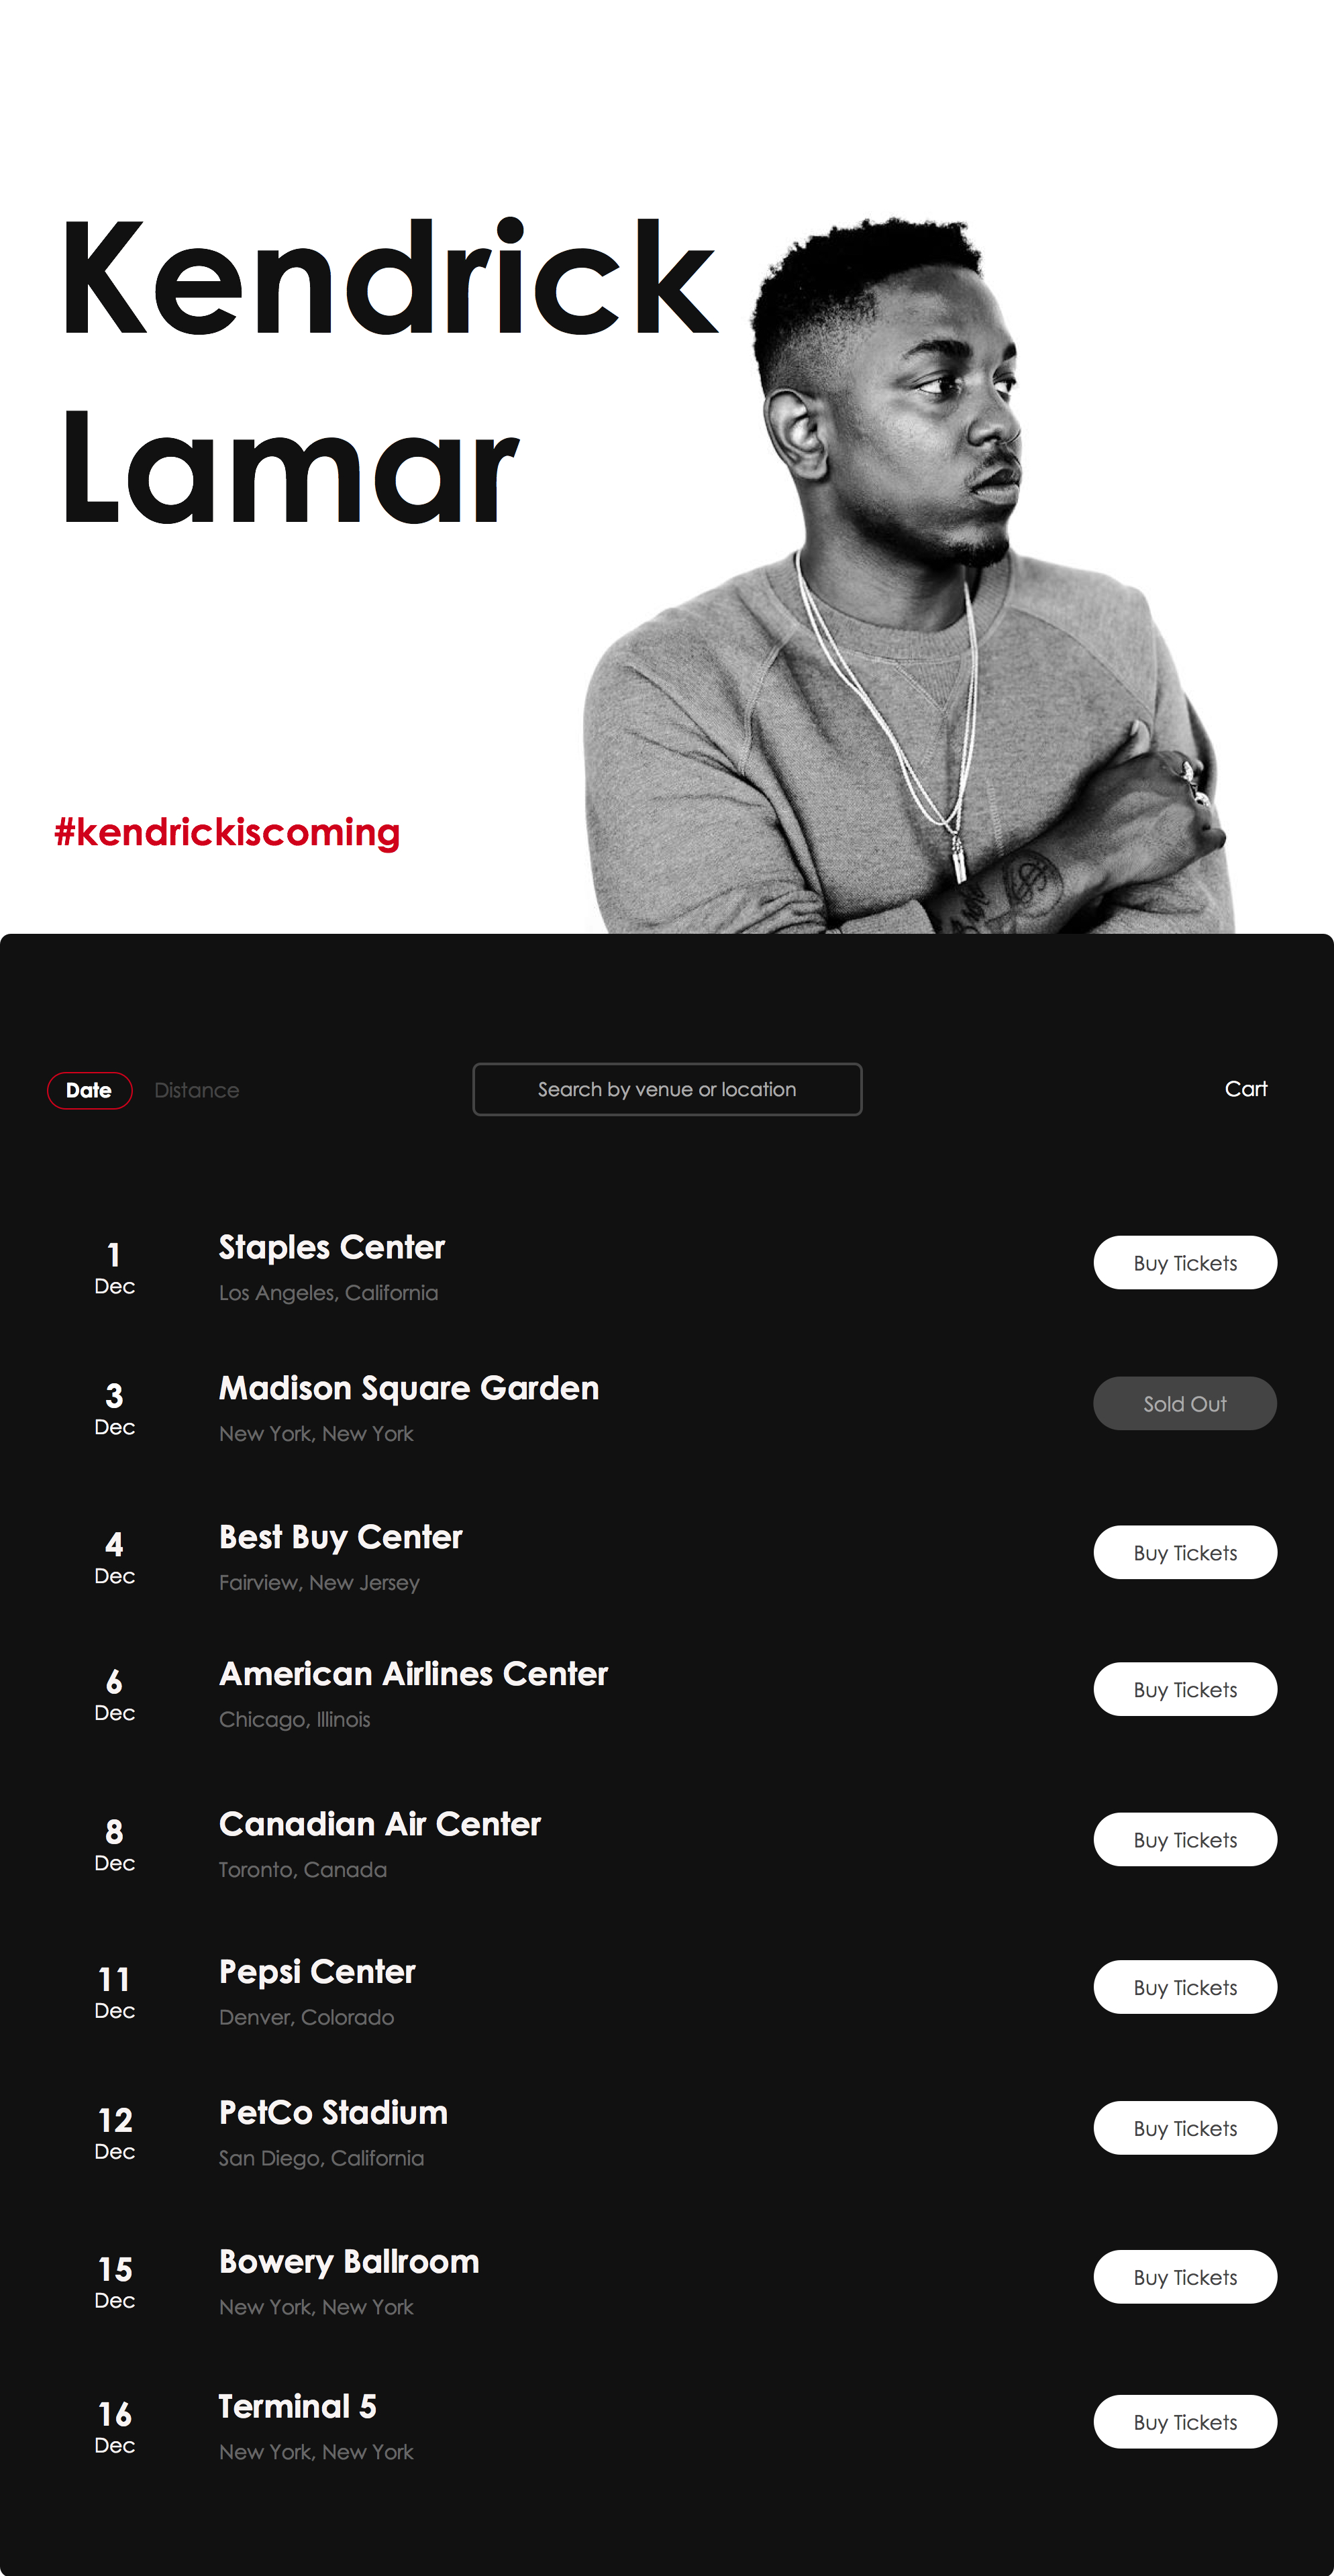 Kendrick
Lamar
#kendrickiscoming
Date Distance Search by venue or location Cart
1
Dec
Staples Center
Los Angeles, California
Buy Tickets
3
Dec
Madison Square Garden
New York, New York
Sold Out
4
Dec
Best Buy Center
Fairview, New Jersey
Buy Tickets
6
Dec
American Airlines Center
Chicago, Illinois
Buy Tickets
8
Dec
Canadian Air Center
Toronto, Canada
Buy Tickets
11
Dec
Pepsi Center
Denver, Colorado
Buy Tickets
12
Dec
PetCo Stadium
San Diego, California
Buy Tickets
15
Dec
Bowery Ballroom
New York, New York
Buy Tickets
16
Dec
Terminal 5
New York, New York
Buy Tickets